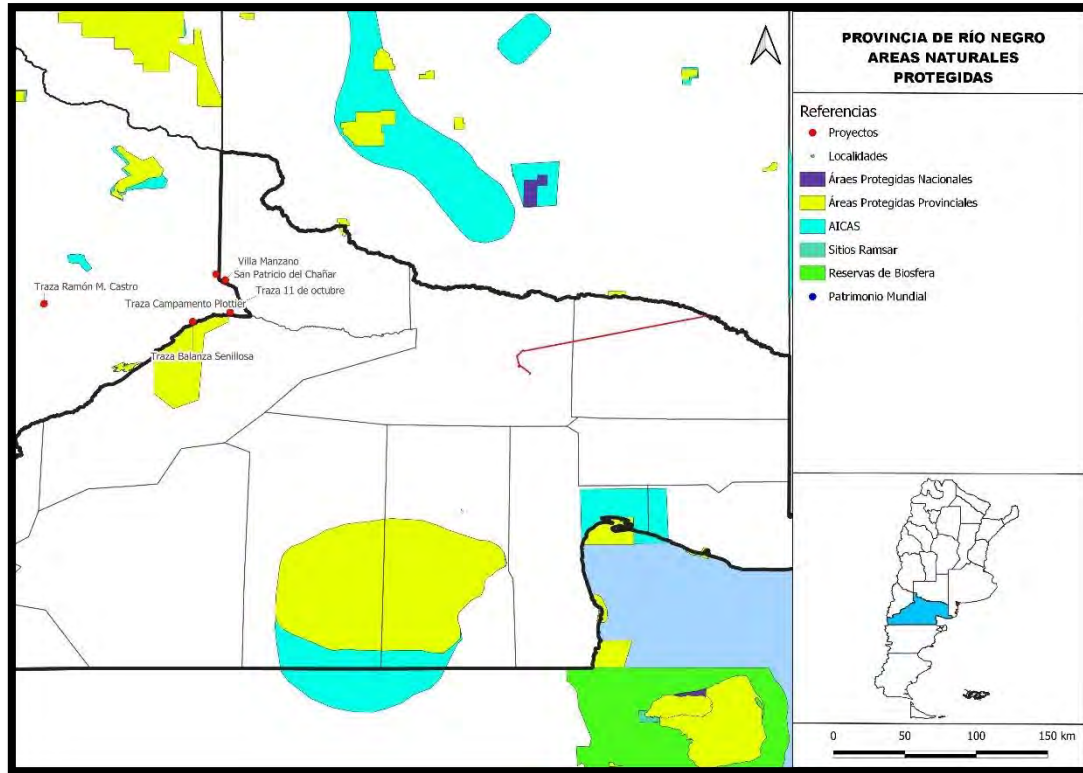 PROVINCIA DE RÍO NEGRO
AREAS NATURALES
PROTEGIDAS
Referencias
Proyectos
Localidades
Áraes Protegidas Nacionales
Áreas Protegidas Provinciales
AICAS
Sitios Ramsar
Reservas de Biosfera
Patrimonio Mundial
Villa Manzano
San Patricio del Chañar
Traza Ramón M. Castro
Traza 11 de octubre
Traza Campamento Plottier
Traza Balanza Senillosa
0 50 100 150 km